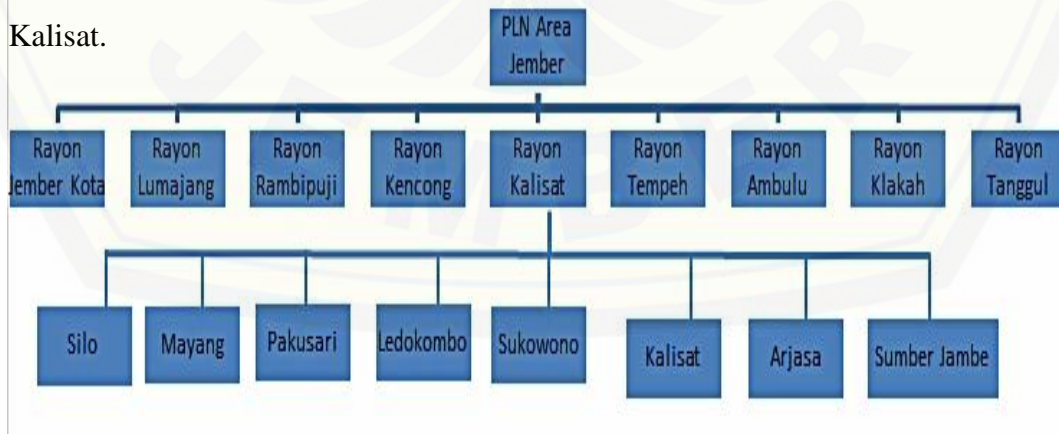 Kalisat.
PLN Area
Jember
Rayon
Jember Kota
Rayon
Lumajang
Rayon
Rambipuji
Rayon
Kencong
Rayon
Kalisat
Rayon
Tempeh
Rayon
Ambulu
Rayon
Klakah
Rayon
Tanggul
Silo
Mayang
Pakusari
Ledokombo
Sukowono
Kalisat
Arjasa
Sumber Jambe